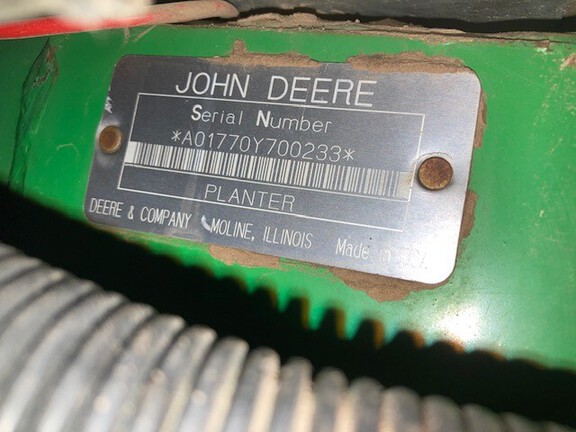 JOHN DEERE
Serial Number
*A01770Y700233*
PLANTER
DEERE & COMPANY MOLINE, ILLINOIS Made in